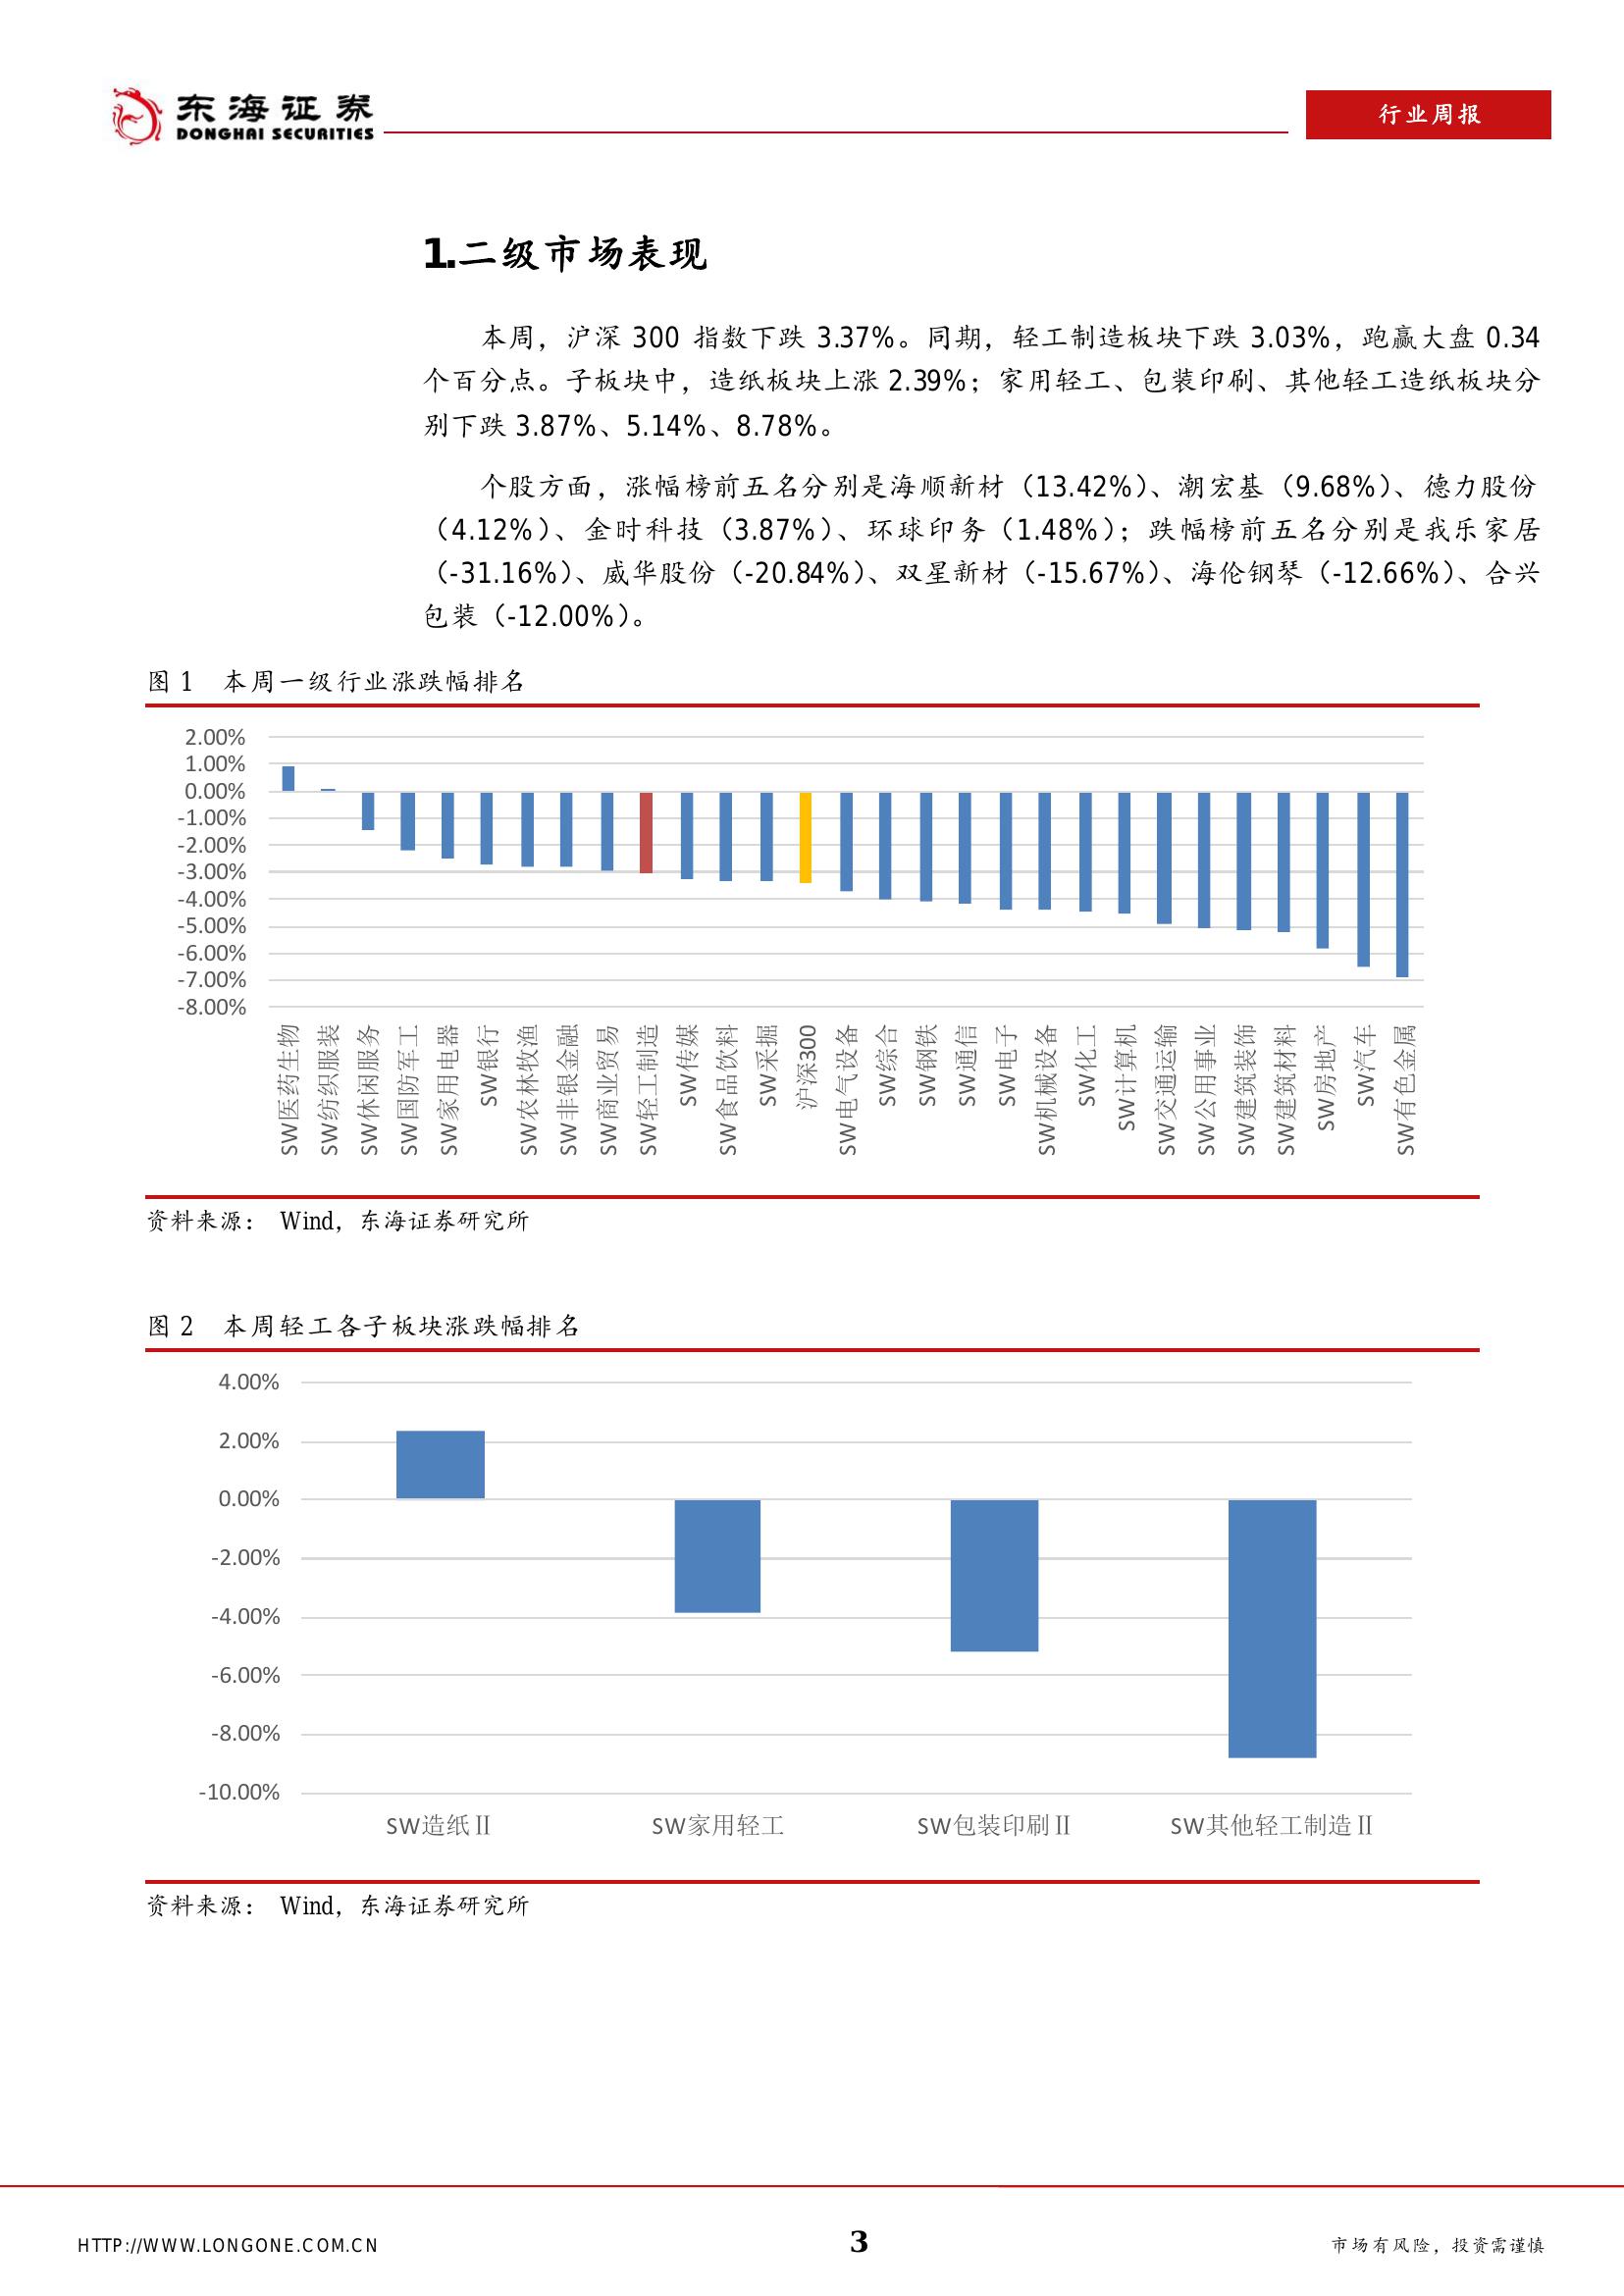 东海证券
DONGHAI SECURITIES
行业周报
1.二级市场表现
本周，沪深 300 指数下跌 3.37%。同期，轻工制造板块下跌 3.03%，跑赢大盘 0.34
个百分点。子板块中，造纸板块上涨 2.39%；家用轻工、包装印刷、其他轻工造纸板块分
别下跌 3.87%、5.14%、8.78%。
个股方面，涨幅榜前五名分别是海顺新材（13.42%）、潮宏基（9.68%）、德力股份
（4.12%）、金时科技（3.87%）、环球印务（1.48%）；跌幅榜前五名分别是我乐家居
（-31.16%）、威华股份（-20.84%）、双星新材（-15.67%）、海伦钢琴（-12.66%）、合兴
包装（-12.00%）。
图 1 本周一级行业涨跌幅排名
2.00%
1.00%
0.00%
-1.00%
-2.00%
-3.00%
-4.00%
-5.00%
-6.00%
-7.00%
-8.00%
SW医药生物
SW纺织服装
SW休闲服务
SW国防军工
SW家用电器
SW银行
SW农林牧渔
SW非银金融
SW商业贸易
SW轻工制造
SW传媒
SW食品饮料
SW采掘
沪深300
SW电气设备
SW综合
SW钢铁
SW通信
SW电子
SW机械设备
SW化工
SW计算机
SW交通运输
SW公用事业
SW建筑装饰
SW建筑材料
SW房地产
SW汽车
SW有色金属
资料来源： Wind，东海证券研究所
图 2 本周轻工各子板块涨跌幅排名
4.00%
2.00%
0.00%
-2.00%
-4.00%
-6.00%
-8.00%
-10.00%
SW造纸Ⅱ
SW家用轻工
SW包装印刷Ⅱ
SW其他轻工制造Ⅱ
资料来源： Wind，东海证券研究所
HTTP://WWW.LONGONE.COM.CN
3
市场有风险，投资需谨慎